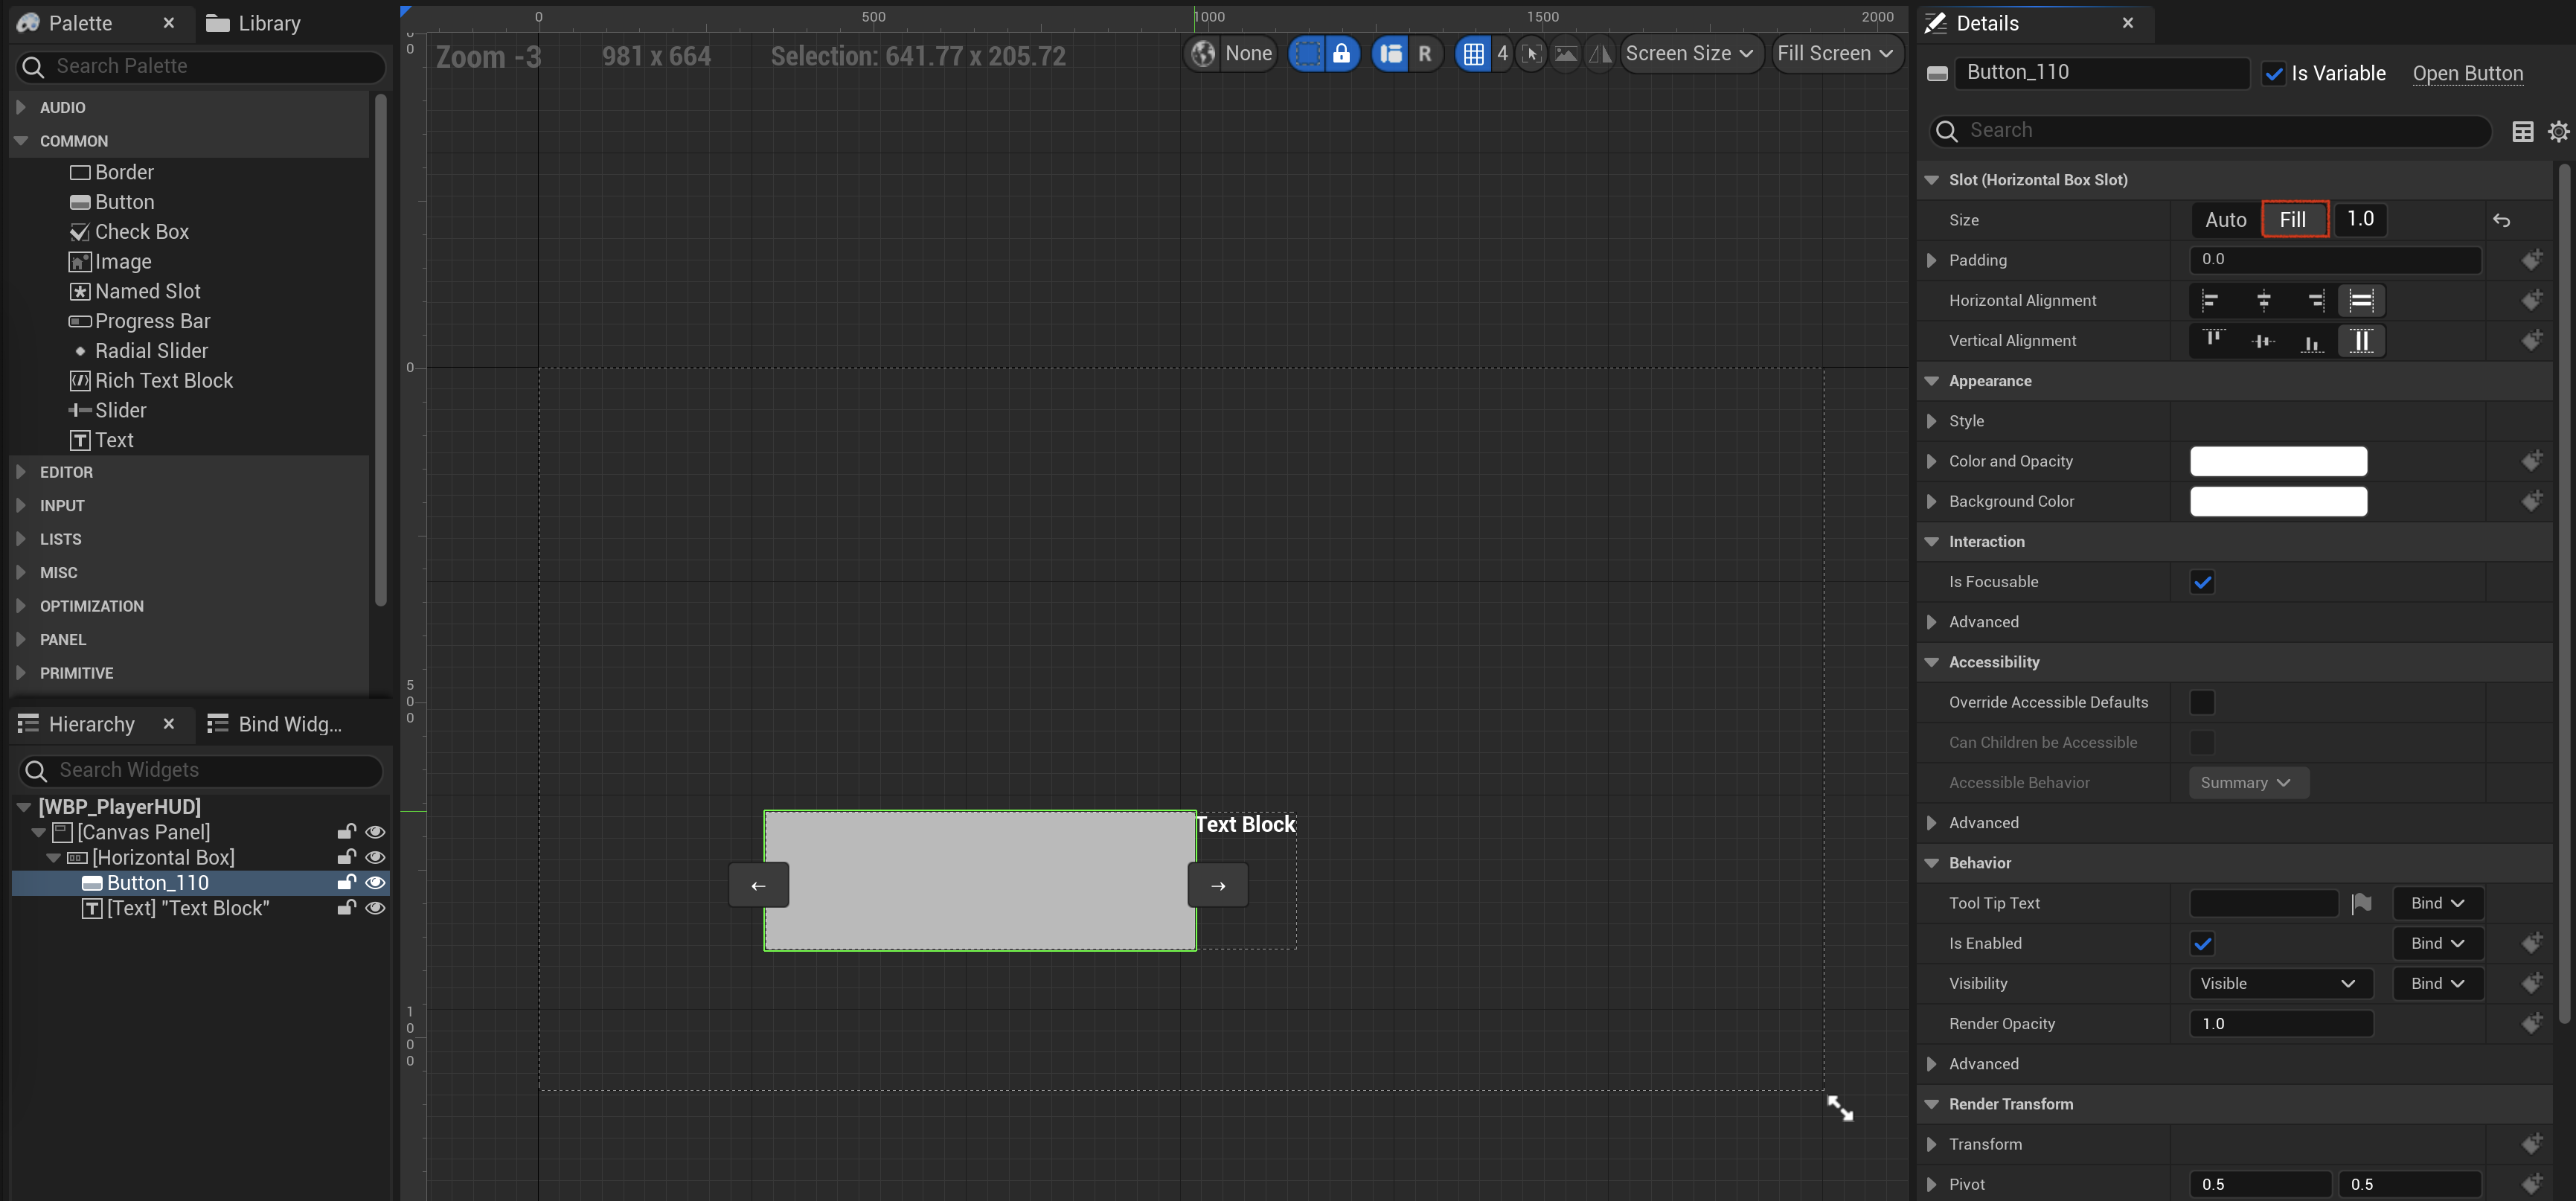 Palette
Library
Search Palette
AUDIO
COMMON
Border
Button
Check Box
Image
Named Slot
Progress Bar
Radial Slider
Rich Text Block
Slider
Text
EDITOR
INPUT
LISTS
MISC
OPTIMIZATION
PANEL
PRIMITIVE
Hierarchy
Bind Widg...
Search Widgets
[WBP_PlayerHUD]
[Canvas Panel]
[Horizontal Box]
Button_110
[Text] "Text Block"
0 500 1000 1500 2000
0
0
500
1000
Zoom -3
981 x 664
Selection: 641.77 x 205.72
None
R
4
Screen Size
Fill Screen
Text Block
← →
Details
Button_110
Is Variable
Open Button
Search
Slot (Horizontal Box Slot)
Size Auto Fill 1.0
Padding 0.0
Horizontal Alignment
Vertical Alignment
Appearance
Style
Color and Opacity
Background Color
Interaction
Is Focusable
Advanced
Accessibility
Override Accessible Defaults
Can Children be Accessible
Accessible Behavior Summary
Advanced
Behavior
Tool Tip Text Bind
Is Enabled Bind
Visibility Visible Bind
Render Opacity 1.0
Advanced
Render Transform
Transform
Pivot 0.5 0.5